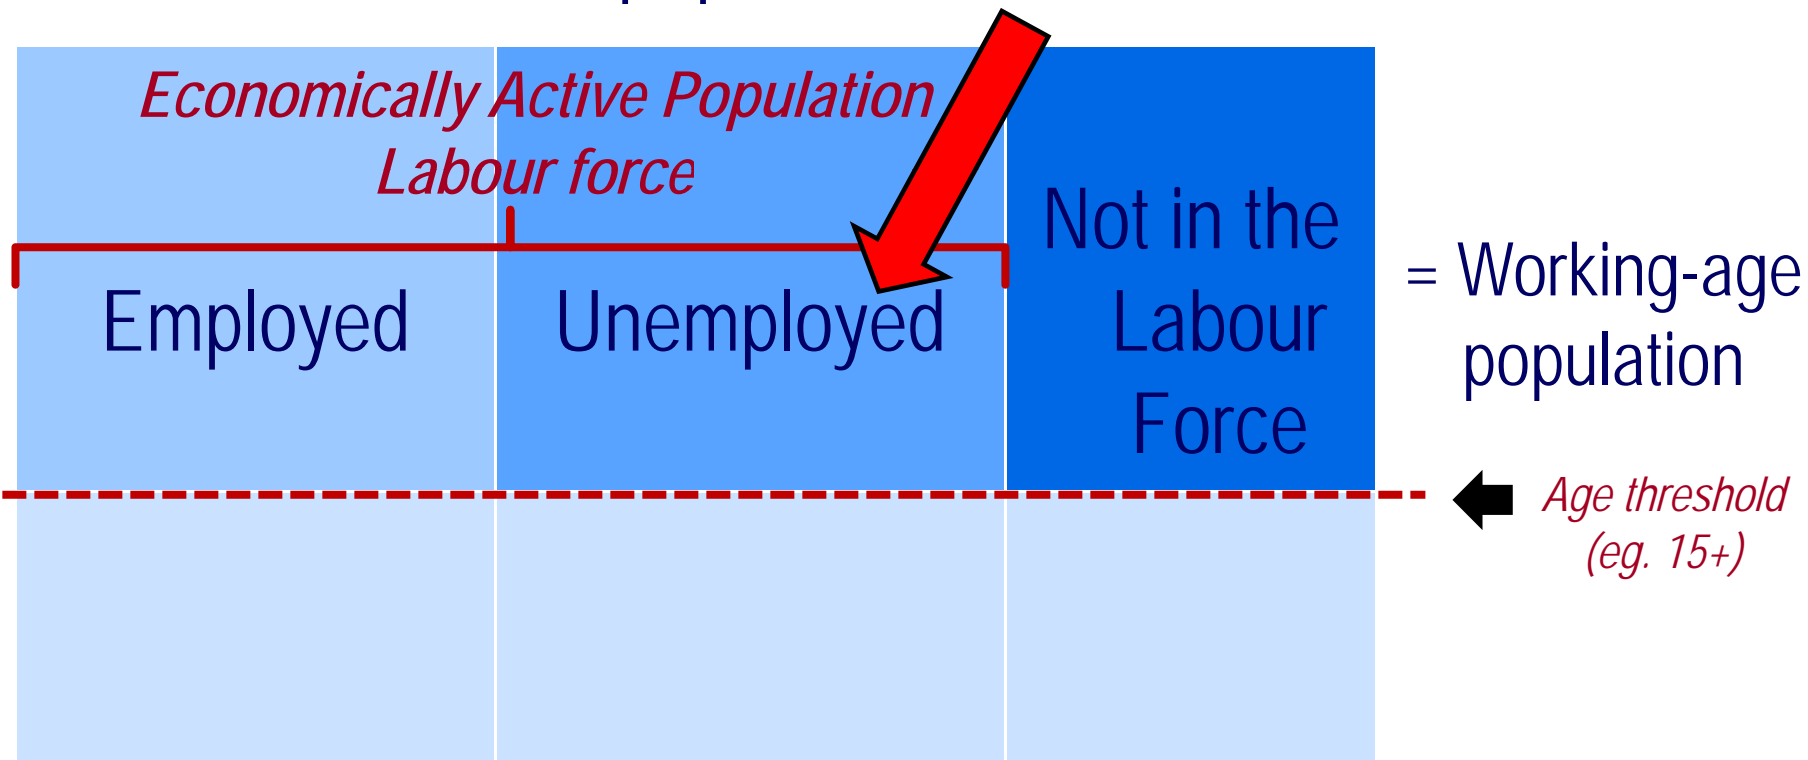 Economically Active Population
Labour force
Employed
Unemployed
Not in the
Labour
Force
= Working-age
population
Age threshold
(eg. 15+)